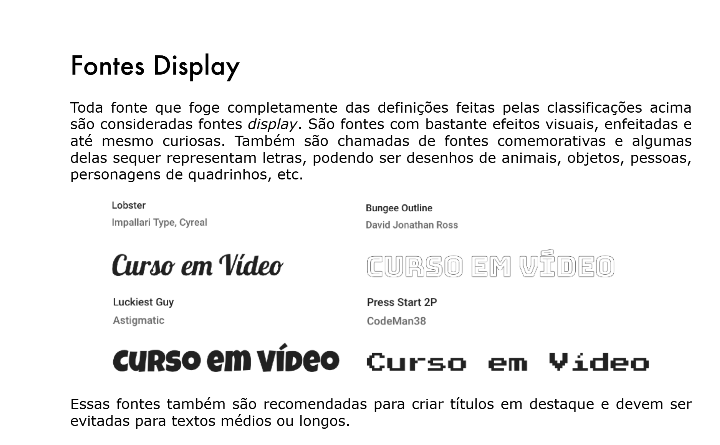 Fontes Display
Toda fonte que foge completamente das definições feitas pelas classificações acima
são consideradas fontes display. São fontes com bastante efeitos visuais, enfeitadas e
até mesmo curiosas. Também são chamadas de fontes comemorativas e algumas
delas sequer representam letras, podendo ser desenhos de animais, objetos, pessoas,
personagens de quadrinhos, etc.
Lobster
Impallari Type, Cyreal
Curso em Vídeo
Bungee Outline
David Jonathan Ross
CURSO EM VÍDEO
Luckiest Guy
Astigmatic
CURSO EM VÍDEO
Press Start 2P
CodeMan38
Curso em Vídeo
Essas fontes também são recomendadas para criar títulos em destaque e devem ser
evitadas para textos médios ou longos.